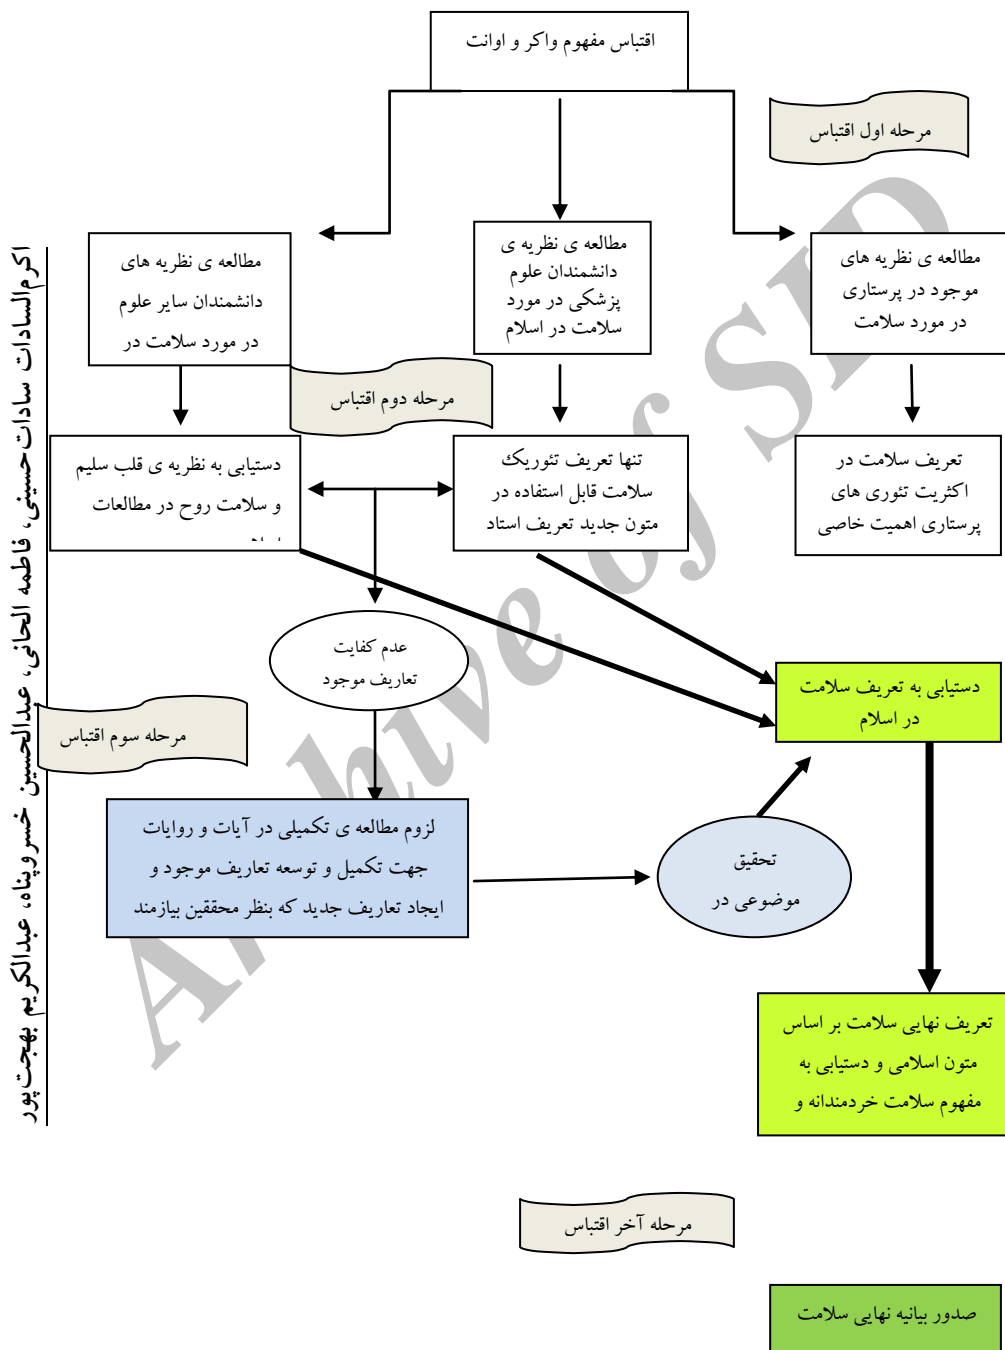 اقتباس مفهوم واکر و اوانت
مرحله اول اقتباس
مطالعه ی نظریه های
موجود در پرستاری
در مورد سلامت
مطالعه ی نظریه ی
دانشمندان علوم
پزشکی در مورد
سلامت در اسلام
مطالعه ی نظریه های
دانشمندان سایر علوم
در مورد سلامت در
مرحله دوم اقتباس
تعریف سلامت در
اکثریت تئوری های
پرستاری اهمیت خاصی
تنها تعریف تئوریك
سلامت قابل استفاده در
متون جدید تعریف استاد
دستیابی به نظریه ی قلب سلیم
و سلامت روح در مطالعات
عدم کفایت
تعاریف موجود
دستیابی به تعریف سلامت
در اسلام
مرحله سوم اقتباس
لزوم مطالعه ی تکمیلی در آیات و روایات
جهت تکمیل و توسعه تعاریف موجود و
ایجاد تعاریف جدید که بنظر محققین بیازمند
تحقیق
موضوعی در
تعریف نهایی سلامت بر اساس
متون اسلامی و دستیابی به
مفهوم سلامت خردمندانه و
مرحله آخر اقتباس
صدور بیانیه نهایی سلامت
اکرم‌السادات سادات‌حسینی، فاطمه الحانی، عبدالحسین خسروپناه، عبدالکریم بهجت‌پور
Archive of SID